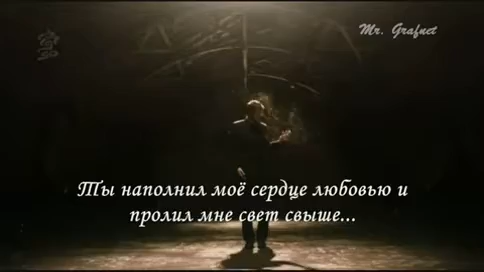 Mr. Grafnet
Ты наполнил моё сердце любовью и
пролил мне свет свыше...